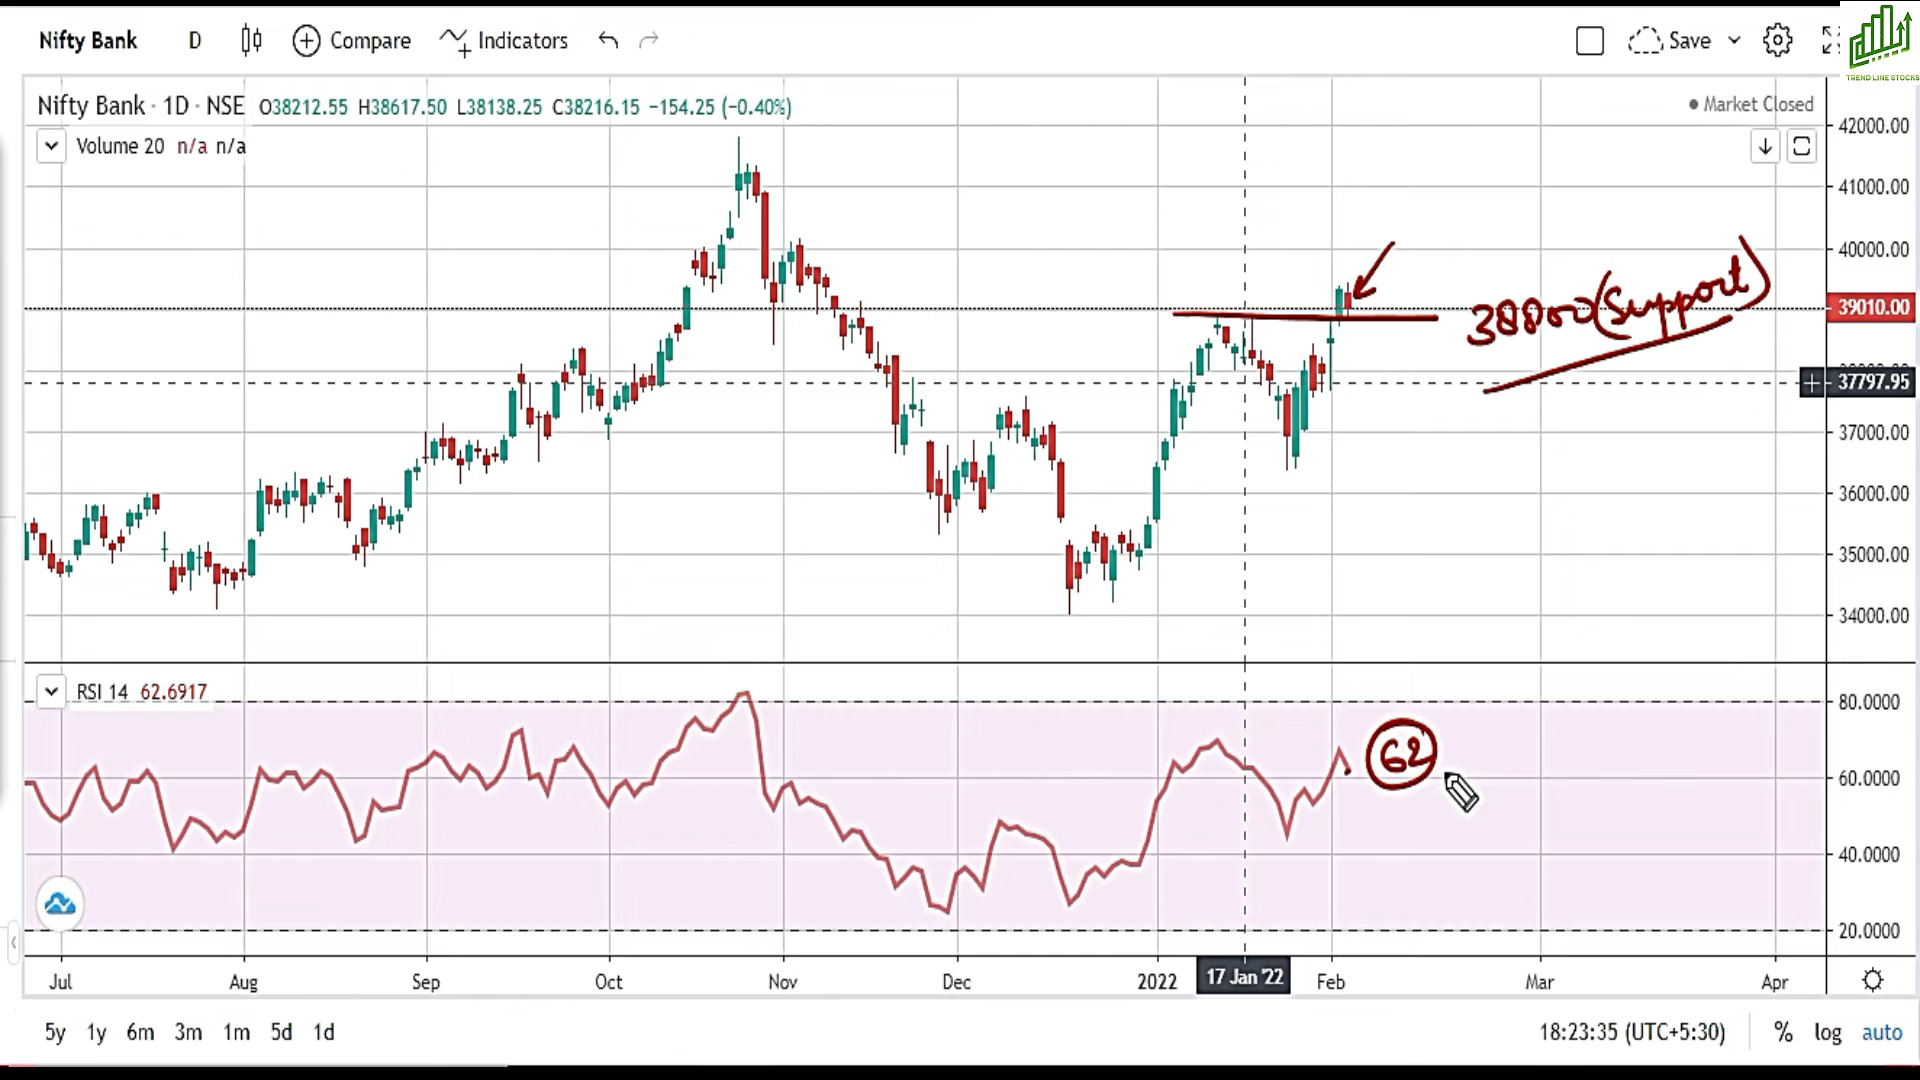 Nifty Bank D Compare Indicators Save
TREND LINE STOCKS
Nifty Bank · 1D · NSE O38212.55 H38617.50 L38138.25 C38216.15 −154.25 (−0.40%)
Market Closed
Volume 20 n/a n/a
42000.00
41000.00
40000.00
39010.00
38800 (Support)
37797.95
37000.00
36000.00
35000.00
34000.00
RSI 14 62.6917
80.0000
62
60.0000
40.0000
20.0000
Jul Aug Sep Oct Nov Dec 2022 17 Jan '22 Feb Mar Apr
5y 1y 6m 3m 1m 5d 1d 18:23:35 (UTC+5:30) % log auto